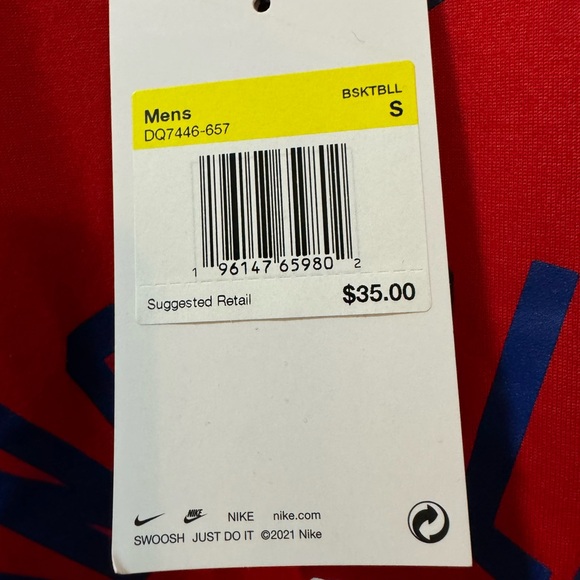 BSKTBLL
Mens S
DQ7446-657
1 96147 65980 2
Suggested Retail $35.00
NIKE NIKE nike.com
SWOOSH JUST DO IT ©2021 Nike